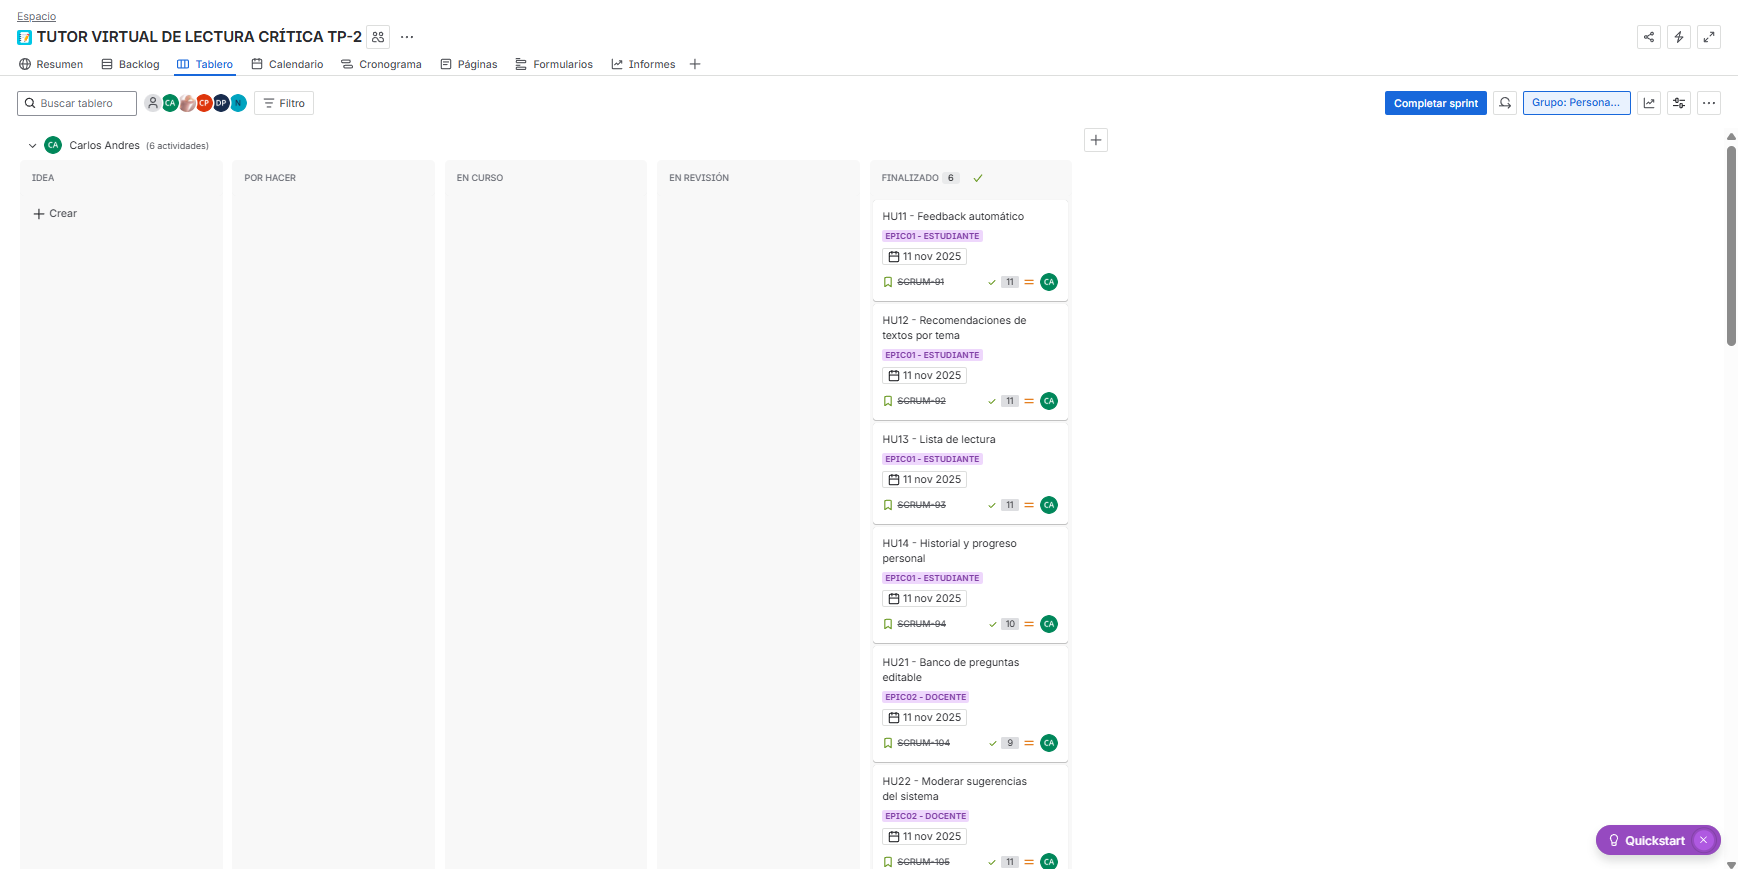 Espacio
TUTOR VIRTUAL DE LECTURA CRÍTICA TP-2
Resumen Backlog Tablero Calendario Cronograma Páginas Formularios Informes
Buscar tablero CA CP DP N Filtro Completar sprint Grupo: Persona...
CA Carlos Andres (6 actividades)
IDEA POR HACER EN CURSO EN REVISIÓN FINALIZADO 6
Crear
HU11 - Feedback automático
EPIC01 - ESTUDIANTE
11 nov 2025
SCRUM-91 11 CA
HU12 - Recomendaciones de
textos por tema
EPIC01 - ESTUDIANTE
11 nov 2025
SCRUM-92 11 CA
HU13 - Lista de lectura
EPIC01 - ESTUDIANTE
11 nov 2025
SCRUM-93 11 CA
HU14 - Historial y progreso
personal
EPIC01 - ESTUDIANTE
11 nov 2025
SCRUM-94 10 CA
HU21 - Banco de preguntas
editable
EPIC02 - DOCENTE
11 nov 2025
SCRUM-104 9 CA
HU22 - Moderar sugerencias
del sistema
EPIC02 - DOCENTE
11 nov 2025
SCRUM-105 11 CA
Quickstart